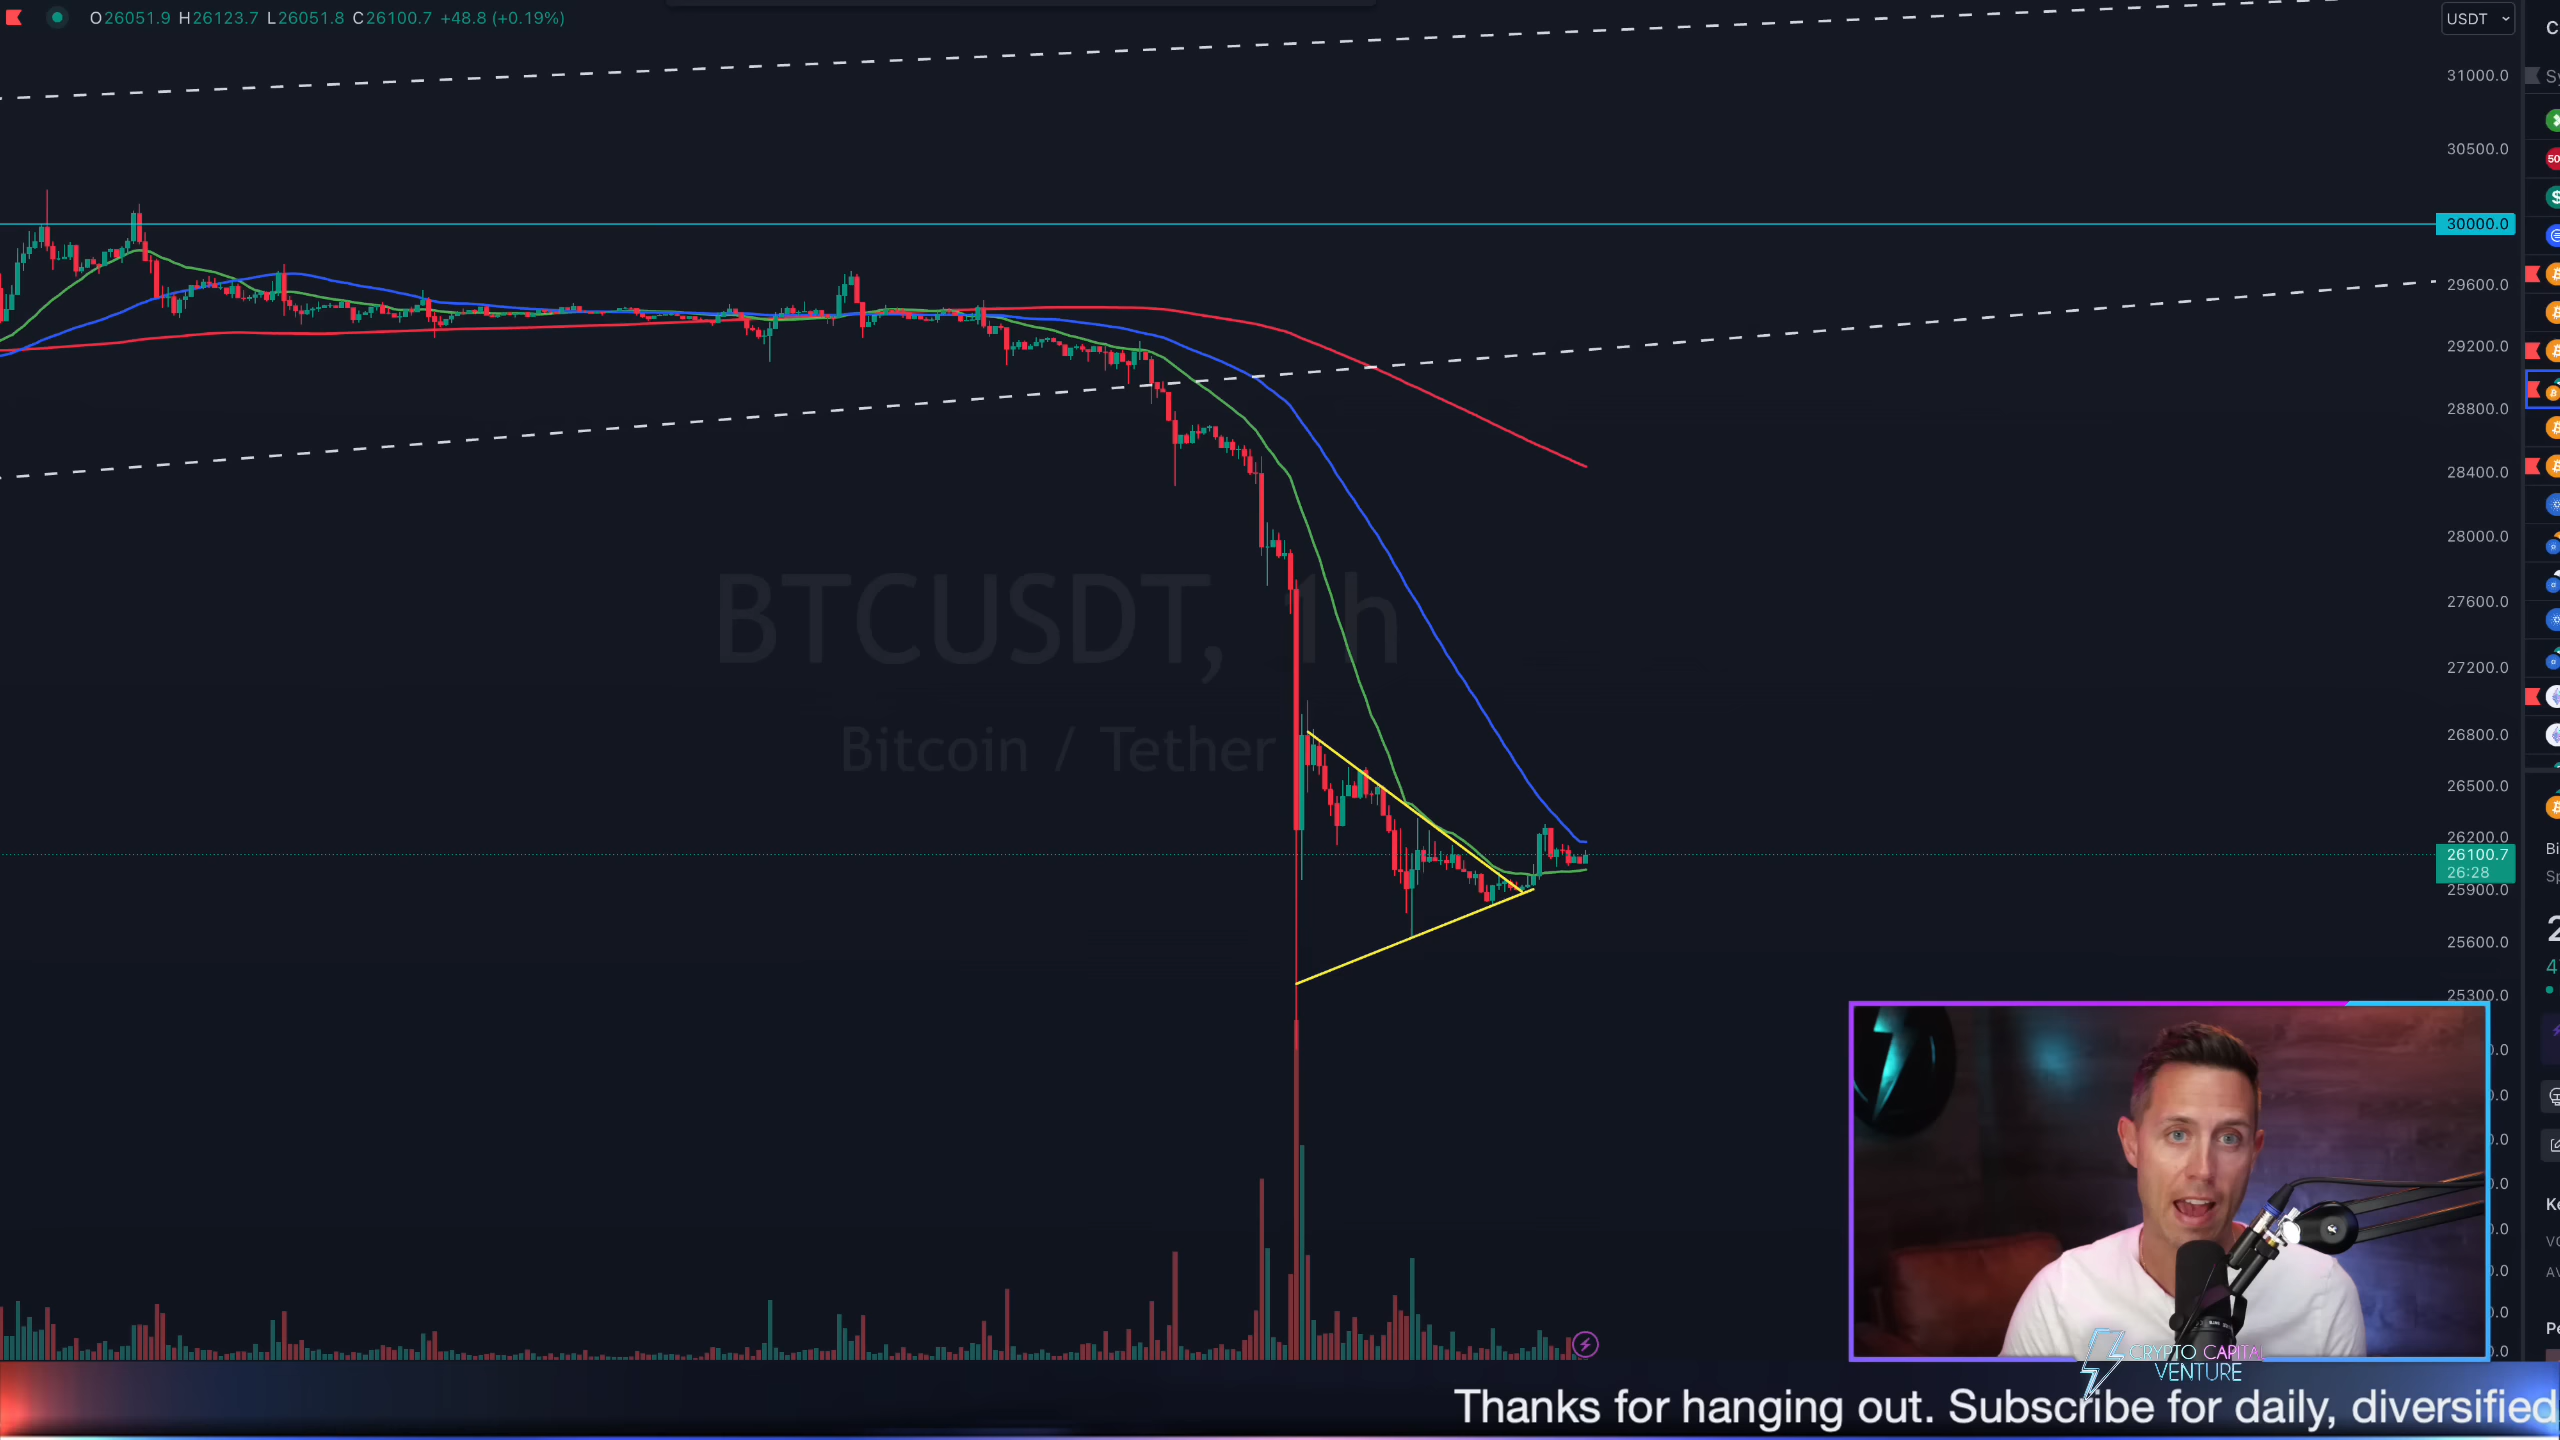 O26051.9 H26123.7 L26051.8 C26100.7 +48.8 (+0.19%)
USDT
31000.0
30500.0
30000.0
29600.0
29200.0
28800.0
28400.0
28000.0
27600.0
27200.0
26800.0
26500.0
26200.0
26100.7
26:28
25900.0
25600.0
25300.0
BTCUSDT, 1h
Bitcoin / Tether
CRYPTO CAPITAL
VENTURE
Thanks for hanging out. Subscribe for daily, diversified